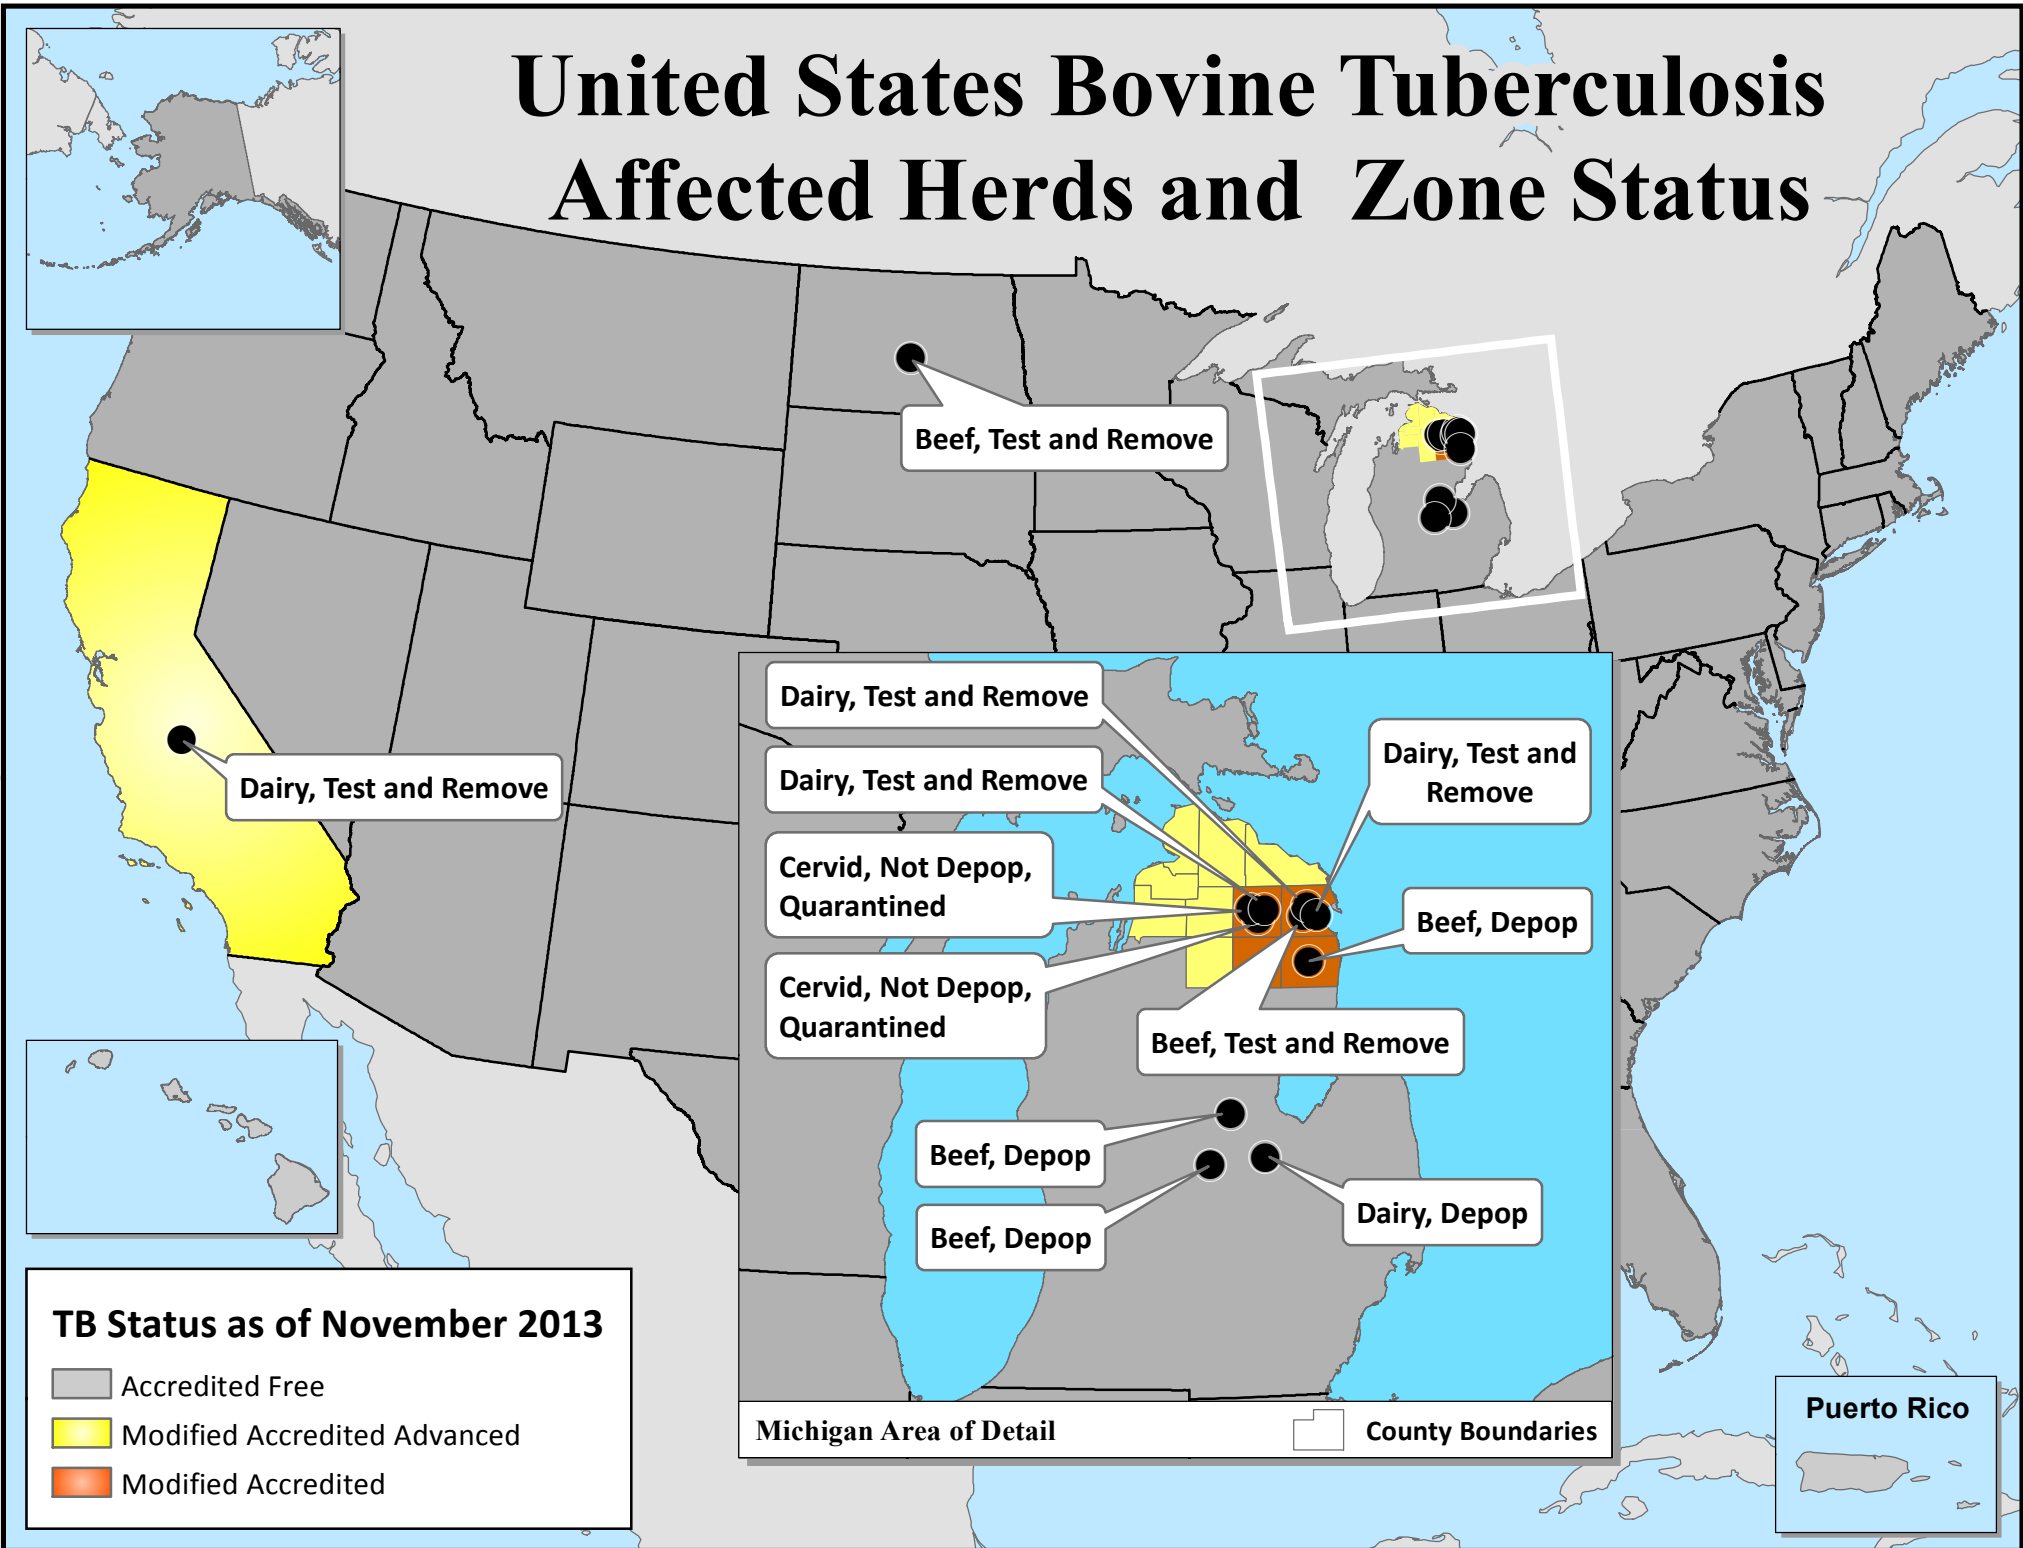 United States Bovine Tuberculosis
Affected Herds and Zone Status
Beef, Test and Remove
Dairy, Test and Remove
Dairy, Test and Remove
Dairy, Test and Remove
Cervid, Not Depop,
Quarantined
Cervid, Not Depop,
Quarantined
Dairy, Test and
Remove
Beef, Depop
Beef, Test and Remove
Beef, Depop
Beef, Depop
Dairy, Depop
Michigan Area of Detail
County Boundaries
TB Status as of November 2013
Accredited Free
Modified Accredited Advanced
Modified Accredited
Puerto Rico